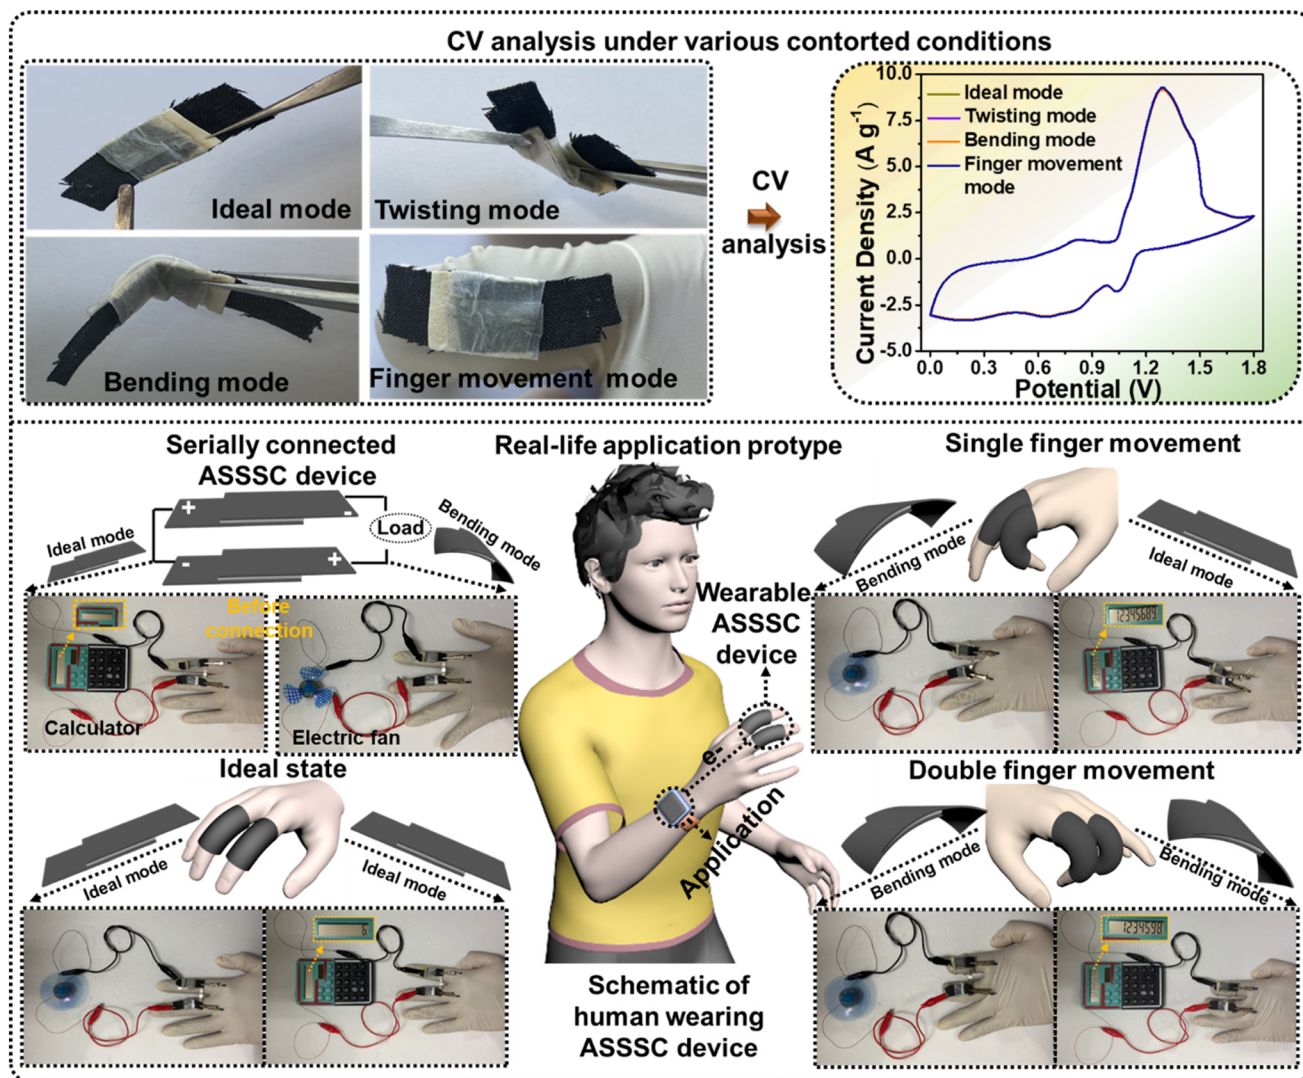 CV analysis under various contorted conditions
Ideal mode
Twisting mode
Bending mode
Finger movement mode
CV
analysis
10.0
7.5
5.0
2.5
0.0
-2.5
-5.0
Current Density (A g-1)
Ideal mode
Twisting mode
Bending mode
Finger movement
mode
0.0 0.3 0.6 0.9 1.2 1.5 1.8
Potential (V)
Serially connected
ASSSC device
+
-
-
+
Load
Ideal mode
Bending mode
Before
connection
Calculator
Electric fan
Ideal state
Ideal mode
Ideal mode
6
Real-life application protype
Wearable
ASSSC
device
e-
Application
Schematic of
human wearing
ASSSC device
Single finger movement
Bending mode
Ideal mode
Double finger movement
Bending mode
Bending mode